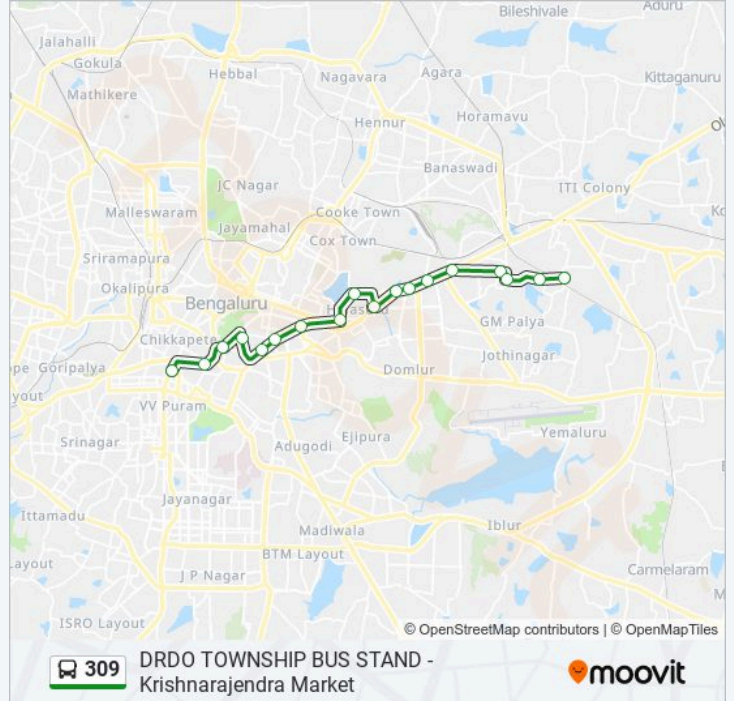 Bileshivale
Aduru
Jalahalli
Gokula
Hebbal
Nagavara
Agara
Kittaganuru
Mathikere
Hennur
Horamavu
Banaswadi
JC Nagar
ITI Colony
Malleswaram
Cooke Town
Jayamahal
Cox Town
Sriramapura
Okalipura
Bengaluru
GM Palya
Chikkapete
Jothinagar
Goripalya
Domlur
VV Puram
Ejipura
Yemaluru
Srinagar
Adugodi
Jayanagar
Ittamadu
Madiwala
Iblur
BTM Layout
Carmelaram
J P Nagar
ISRO Layout
© OpenStreetMap contributors | © OpenMapTiles
309 DRDO TOWNSHIP BUS STAND -
Krishnarajendra Market
moovit